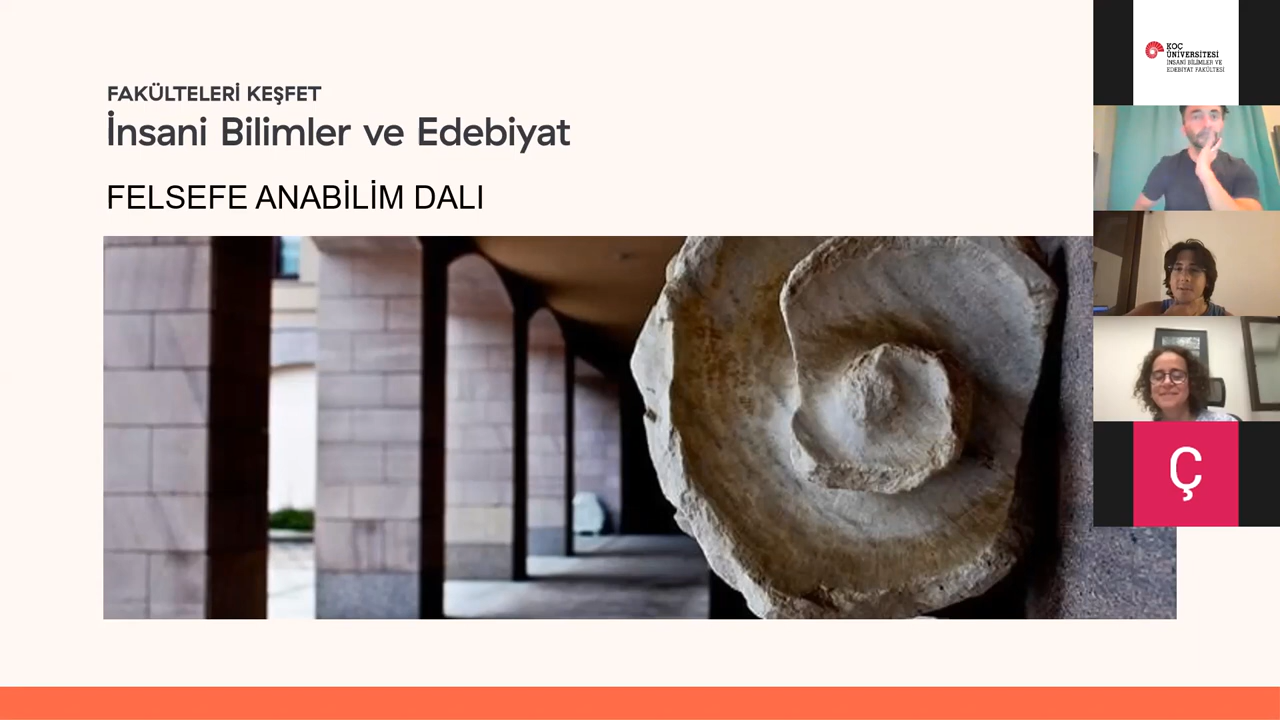 FAKÜLTELERİ KEŞFET
İnsani Bilimler ve Edebiyat
FELSEFE ANABİLİM DALI
KOÇ
ÜNİVERSİTESİ
İNSANİ BİLİMLER VE
EDEBİYAT FAKÜLTESİ
Ç